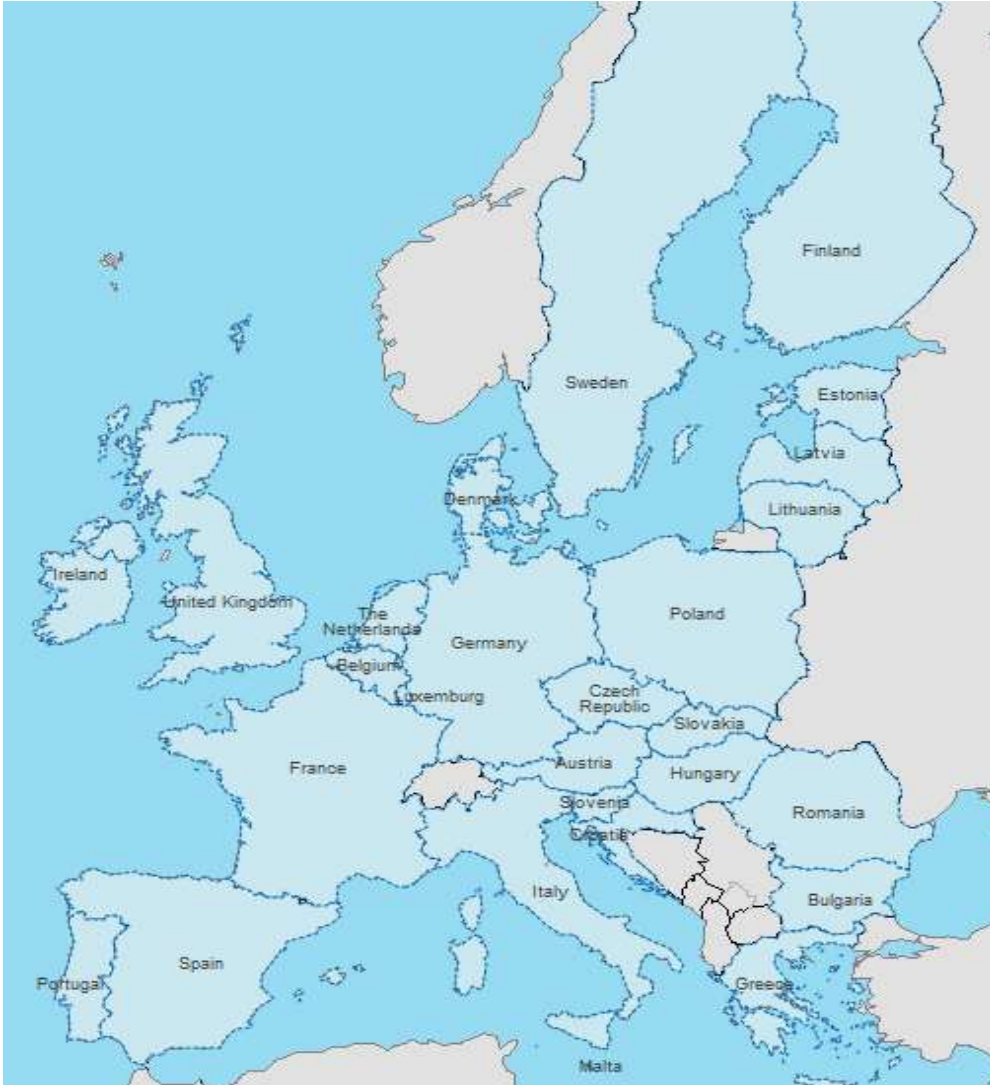 Finland
Sweden
Estonia
Latvia
Lithuania
Denmark
Ireland
United Kingdom
The
Netherlands
Poland
Germany
Belgium
Luxemburg
Czech
Republic
Slovakia
France
Austria
Hungary
Slovenia
Romania
Croatia
Italy
Bulgaria
Spain
Portugal
Greece
Malta